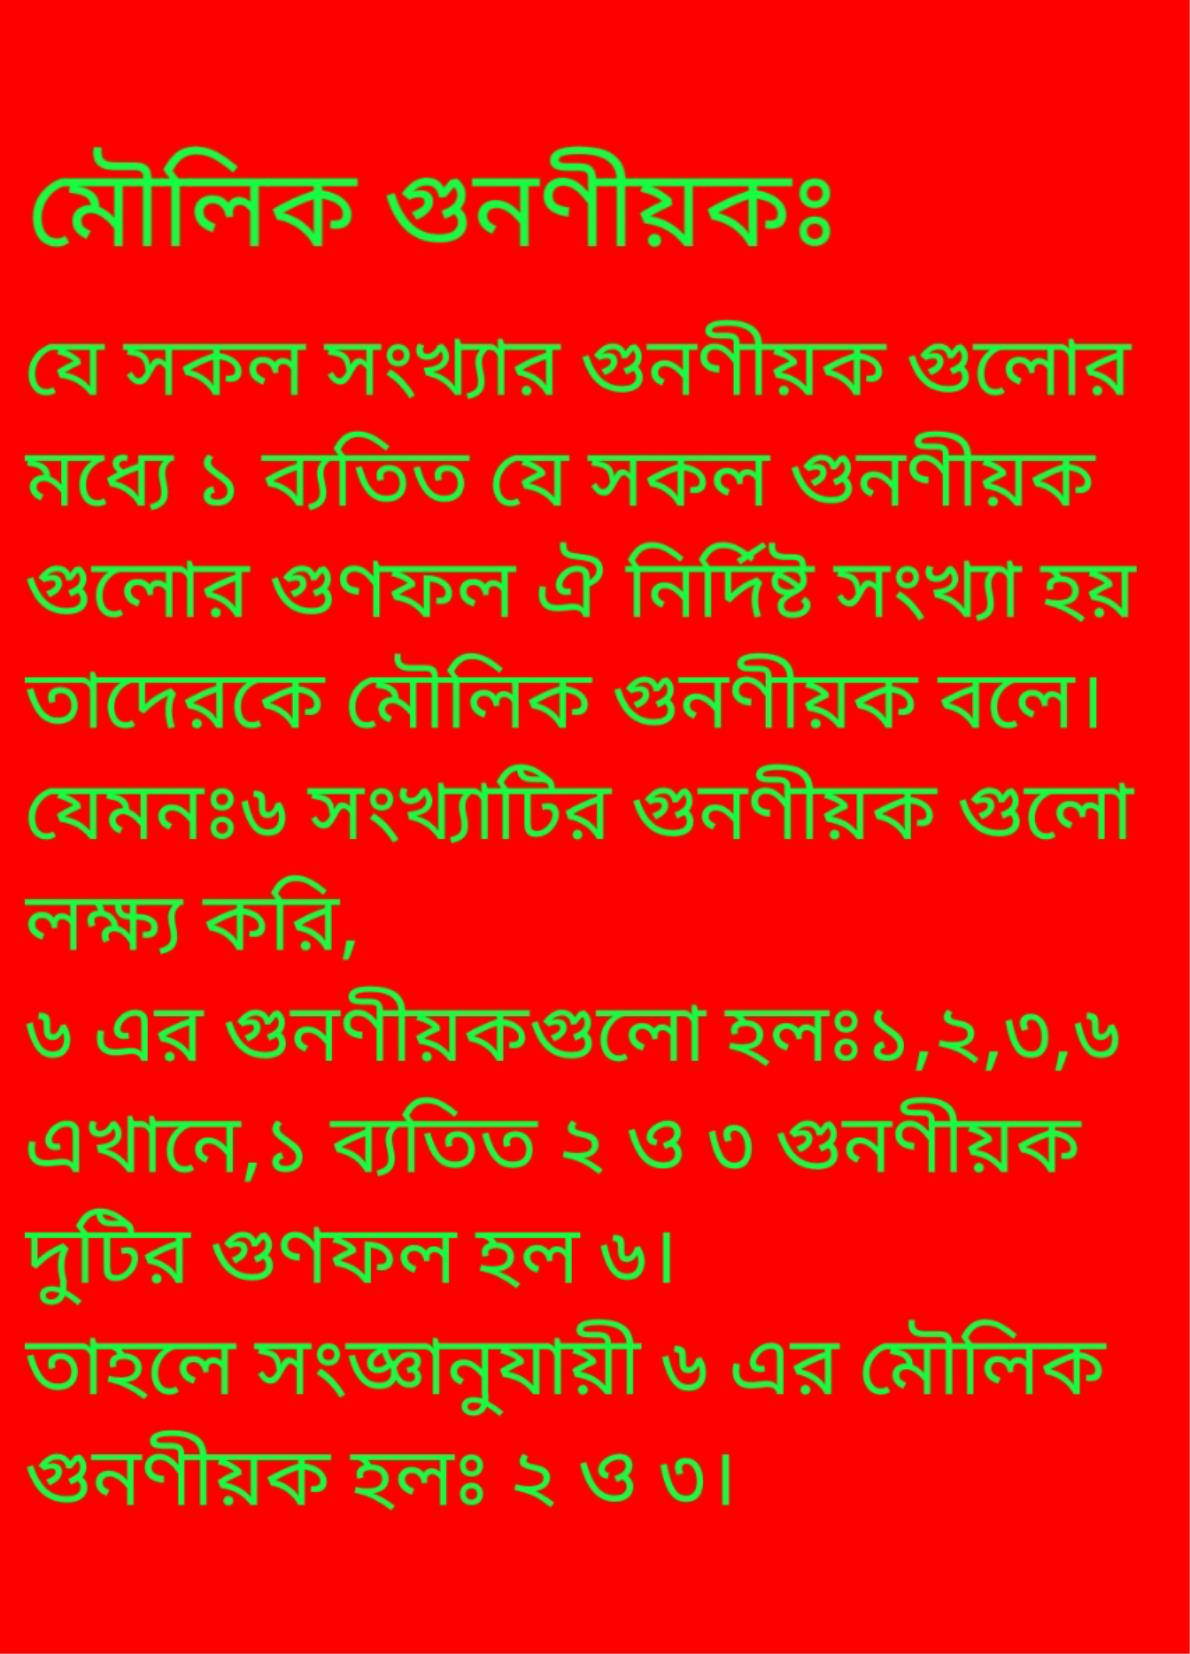 মৌলিক গুনণীয়কঃ
যে সকল সংখ্যার গুনণীয়ক গুলোর
মধ্যে ১ ব্যতিত যে সকল গুনণীয়ক
গুলোর গুণফল ঐ নির্দিষ্ট সংখ্যা হয়
তাদেরকে মৌলিক গুনণীয়ক বলে।
যেমনঃ৬ সংখ্যাটির গুনণীয়ক গুলো
লক্ষ্য করি,
৬ এর গুনণীয়কগুলো হলঃ১,২,৩,৬
এখানে,১ ব্যতিত ২ ও ৩ গুনণীয়ক
দুটির গুণফল হল ৬।
তাহলে সংজ্ঞানুযায়ী ৬ এর মৌলিক
গুনণীয়ক হলঃ ২ ও ৩।